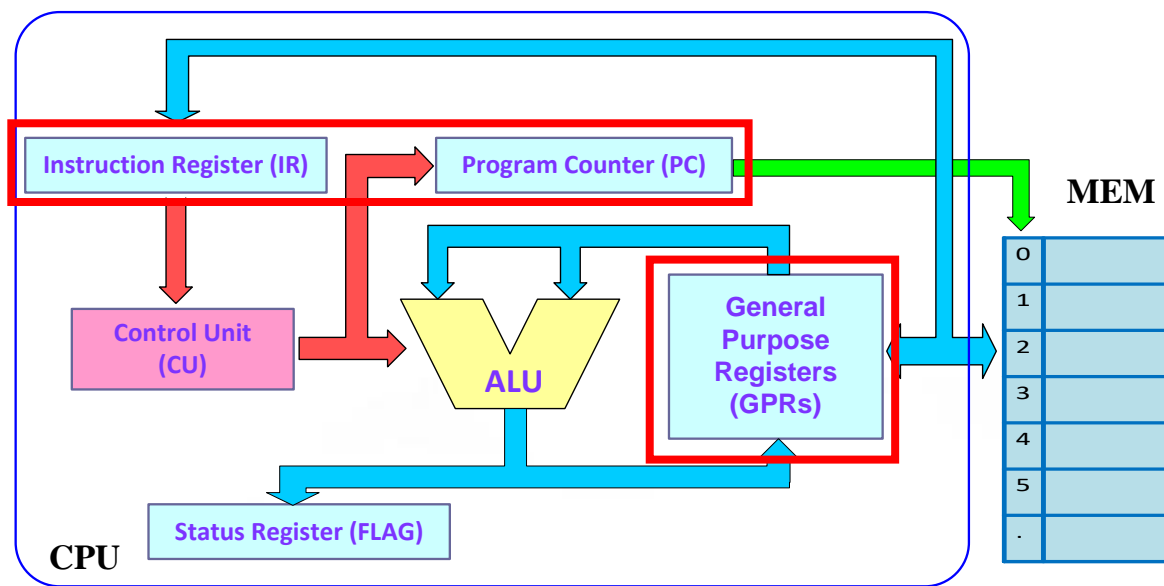 Instruction Register (IR)
Program Counter (PC)
MEM
0
1
2
3
4
5
.
General
Purpose
Registers
(GPRs)
Control Unit
(CU)
ALU
Status Register (FLAG)
CPU